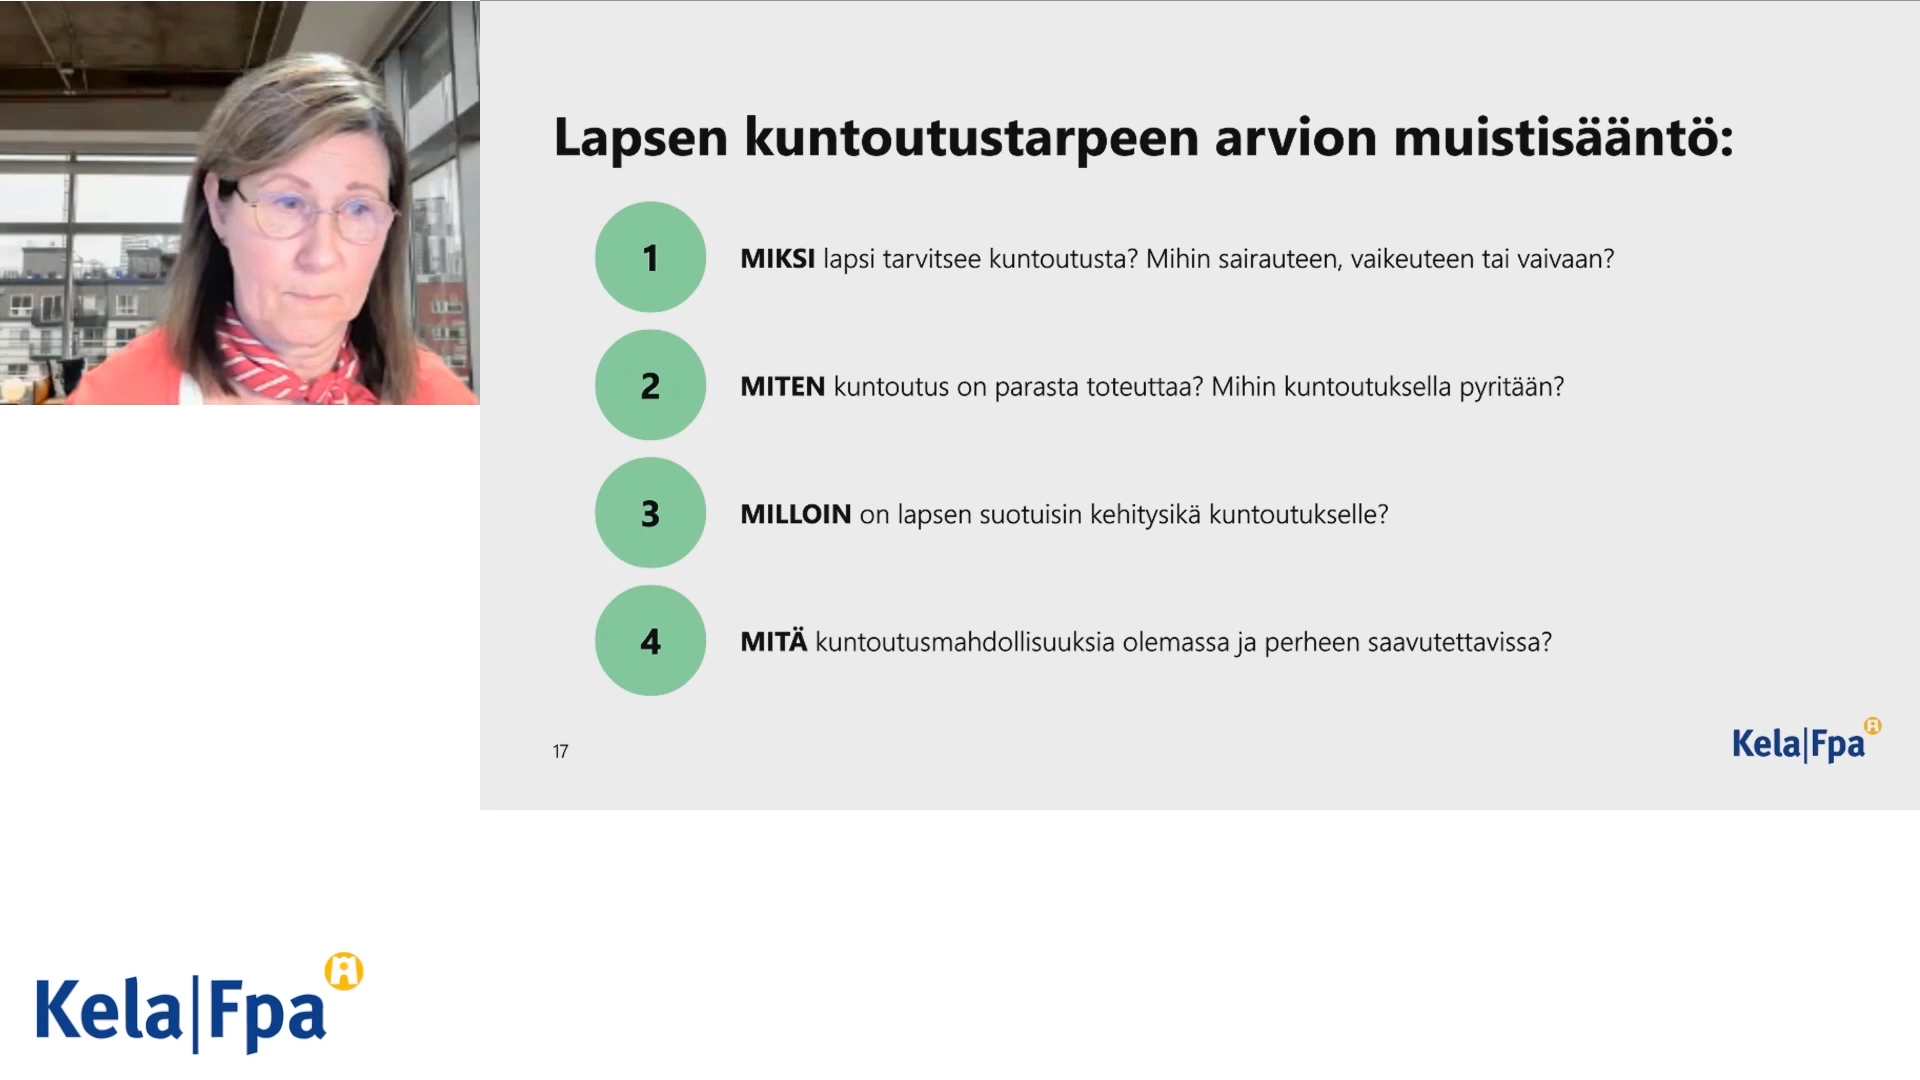 Lapsen kuntoutustarpeen arvion muistisääntö:
1
MIKSI lapsi tarvitsee kuntoutusta? Mihin sairauteen, vaikeuteen tai vaivaan?
2
MITEN kuntoutus on parasta toteuttaa? Mihin kuntoutuksella pyritään?
3
MILLOIN on lapsen suotuisin kehitysikä kuntoutukselle?
4
MITÄ kuntoutusmahdollisuuksia olemassa ja perheen saavutettavissa?
17
Kela|Fpa
Kela|Fpa